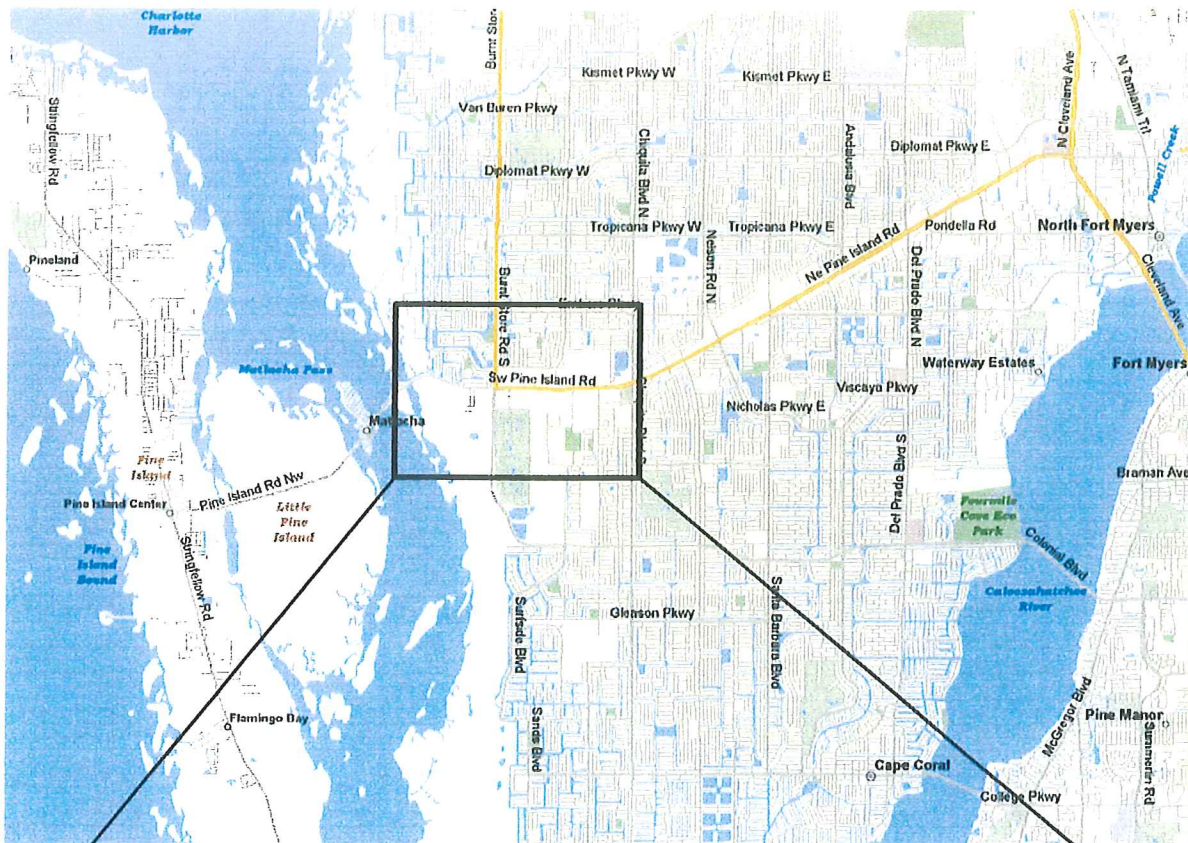 Charlotte
Harbor
Burnt Stor
N Cleveland Ave
N Tamiami Trl
Kismet Pkwy W
Kismet Pkwy E
Stringfellow Rd
Van Buren Pkwy
Chiquita Blvd N
Andalusia Blvd
Diplomat Pkwy E
Diplomat Pkwy W
Powell Creek
Tropicana Pkwy W
Tropicana Pkwy E
Pondella Rd
North Fort Myers
Nelson Rd N
Ne Pine Island Rd
Del Prado Blvd N
Cleveland Ave
Pineland
Burnt Store Rd S
Matlacha Pass
Sw Pine Island Rd
Waterway Estates
Fort Myers
Viscaya Pkwy
Nicholas Pkwy E
Matlacha
Pine
Island
Pine Island Rd Nw
Pine Island Center
Little
Pine
Island
Del Prado Blvd S
Braman Ave
Fourmile
Cove Eco
Park
Colonial Blvd
Pine
Island
Sound
Stringfellow Rd
Caloosahatchee
River
Surfside Blvd
Gleason Pkwy
Santa Barbara Blvd
Flamingo Bay
Sands Blvd
McGregor Blvd
Pine Manor
Summerlin Rd
Cape Coral
College Pkwy